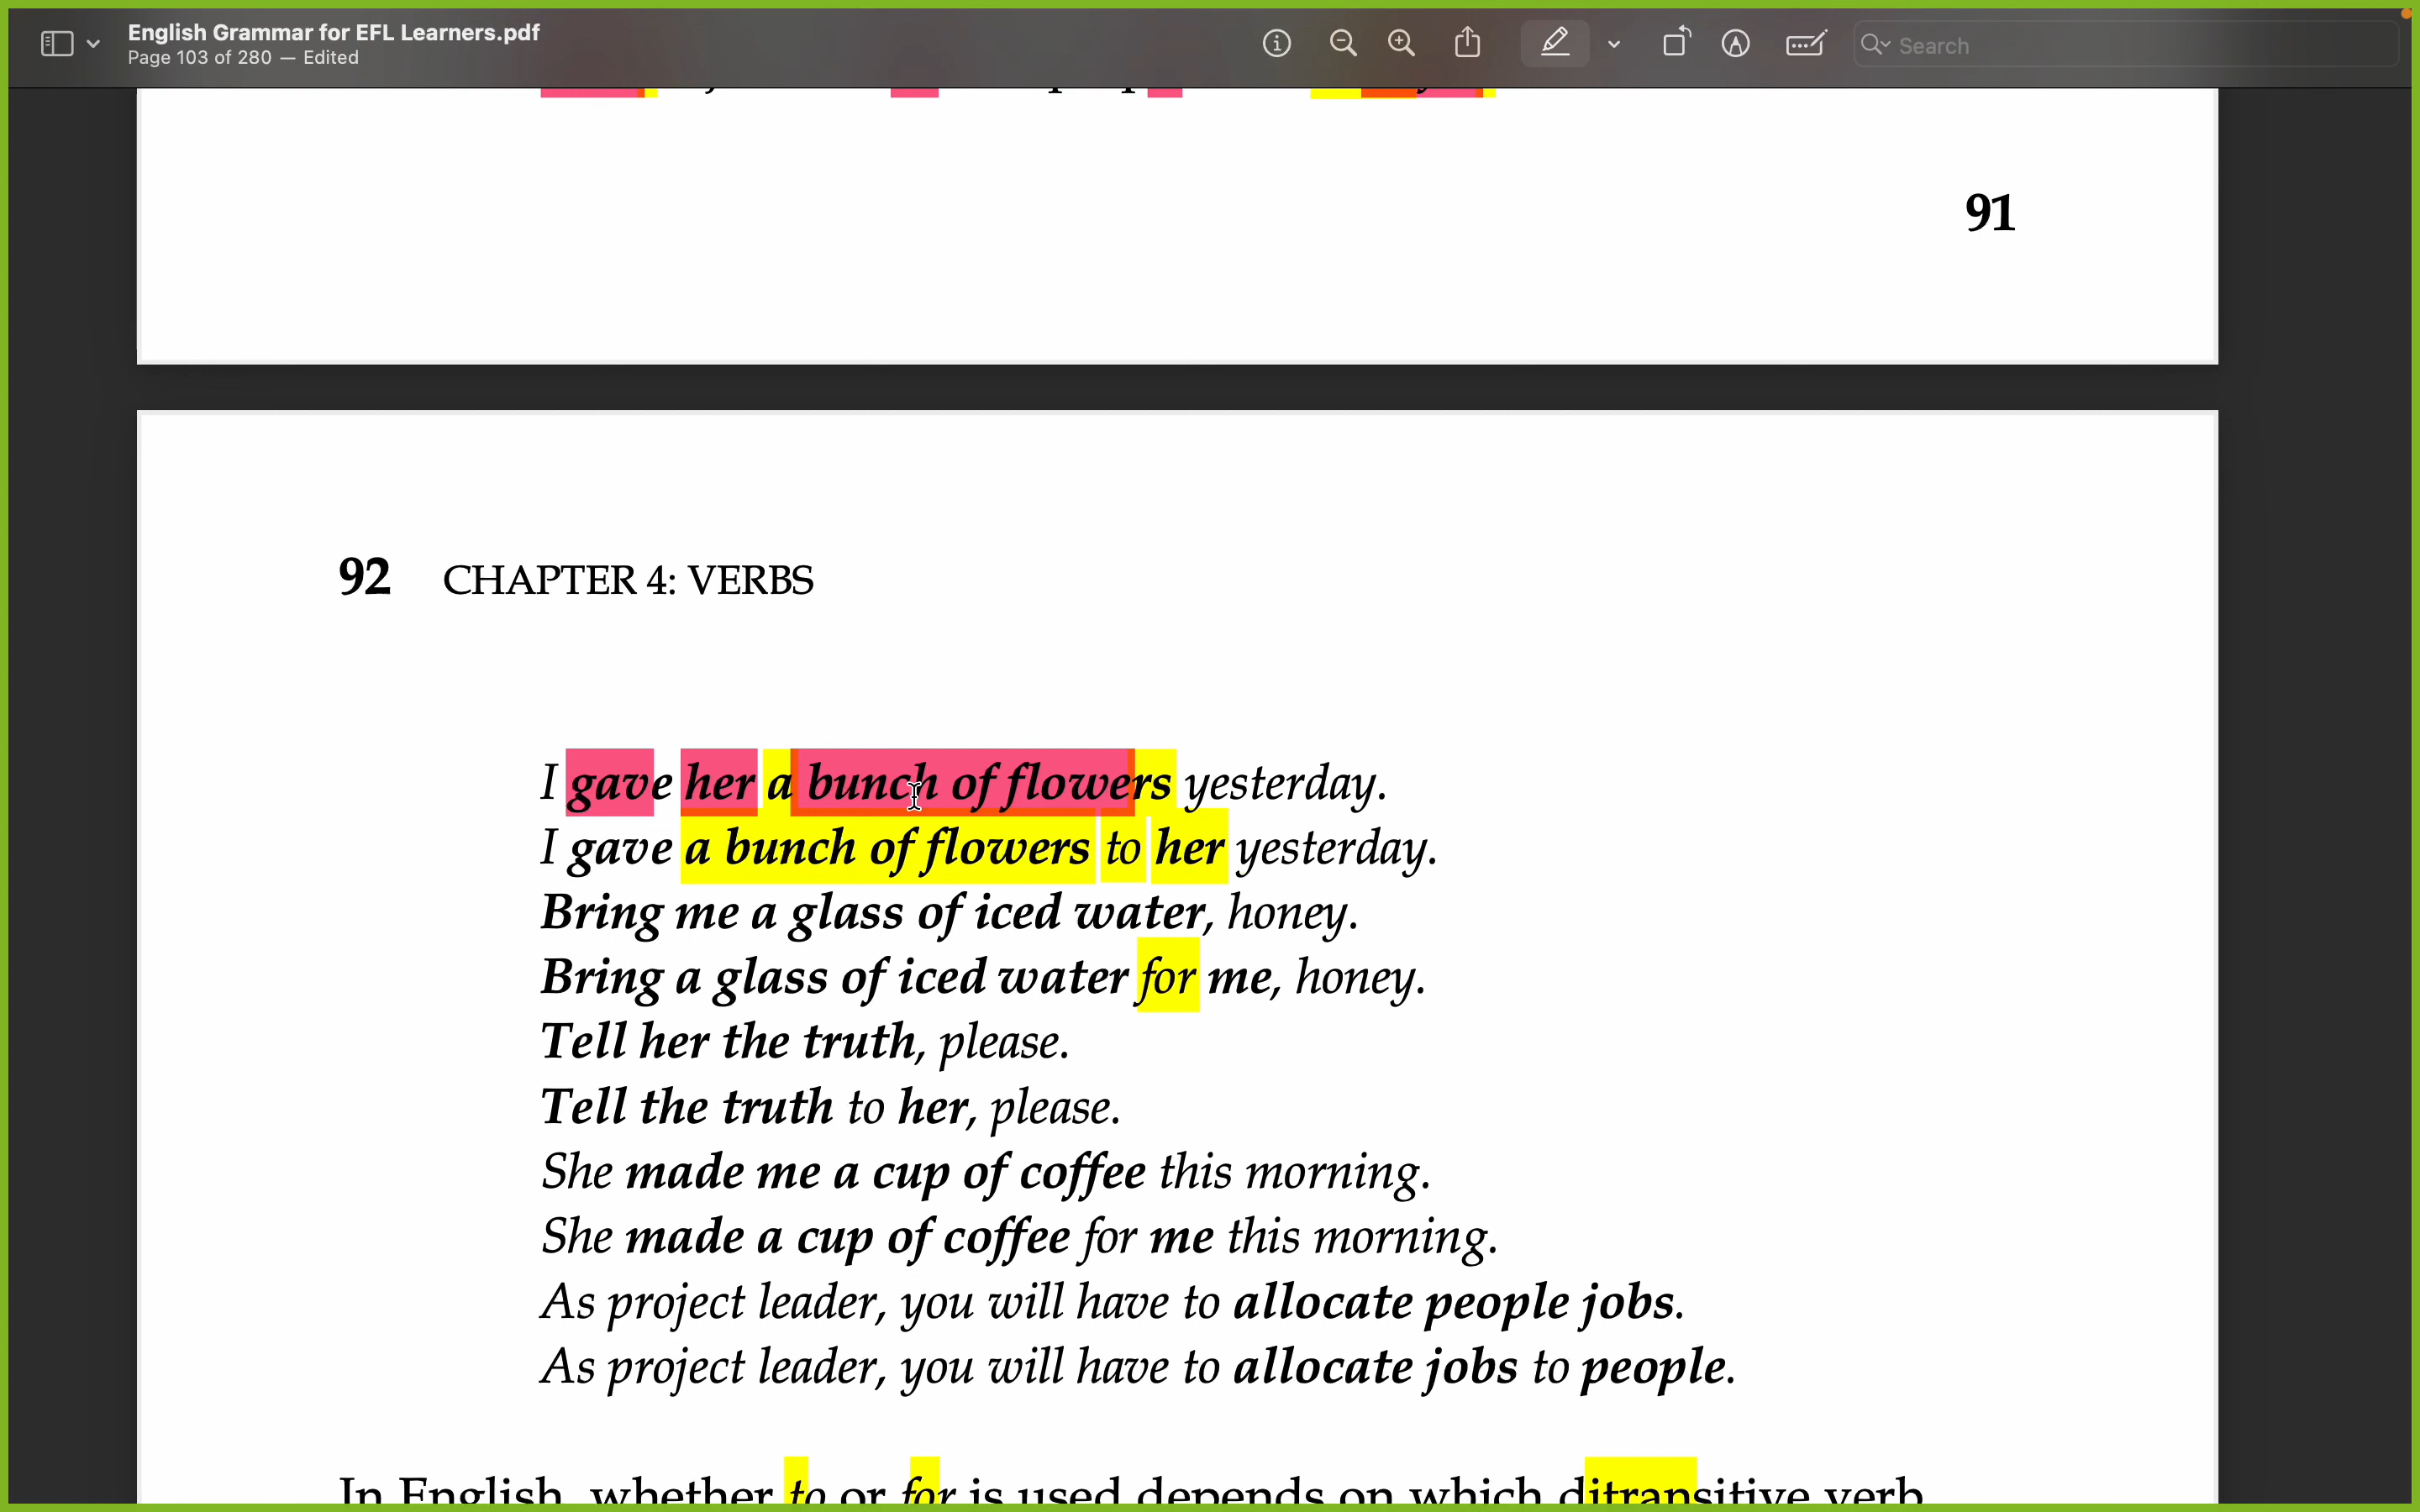 English Grammar for EFL Learners.pdf
Page 103 of 280 — Edited
Search
91
92 CHAPTER 4: VERBS
I gave her a bunch of flowers yesterday.
I gave a bunch of flowers to her yesterday.
Bring me a glass of iced water, honey.
Bring a glass of iced water for me, honey.
Tell her the truth, please.
Tell the truth to her, please.
She made me a cup of coffee this morning.
She made a cup of coffee for me this morning.
As project leader, you will have to allocate people jobs.
As project leader, you will have to allocate jobs to people.
In English, whether to or for is used depends on which ditransitive verb